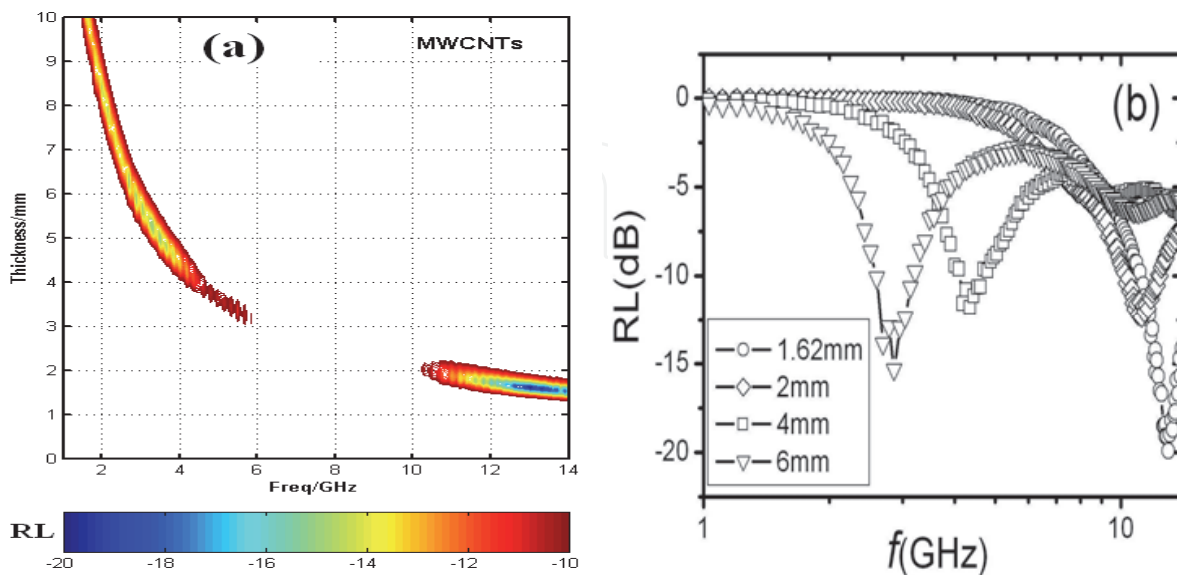 (a)
MWCNTs
Thickness/mm
10
9
8
7
6
5
4
3
2
1
0
2 4 6 8 10 12 14
Freq/GHz
RL
-20 -18 -16 -14 -12 -10
(b)
RL(dB)
0
-5
-10
-15
-20
1.62mm
2mm
4mm
6mm
1 10
f(GHz)